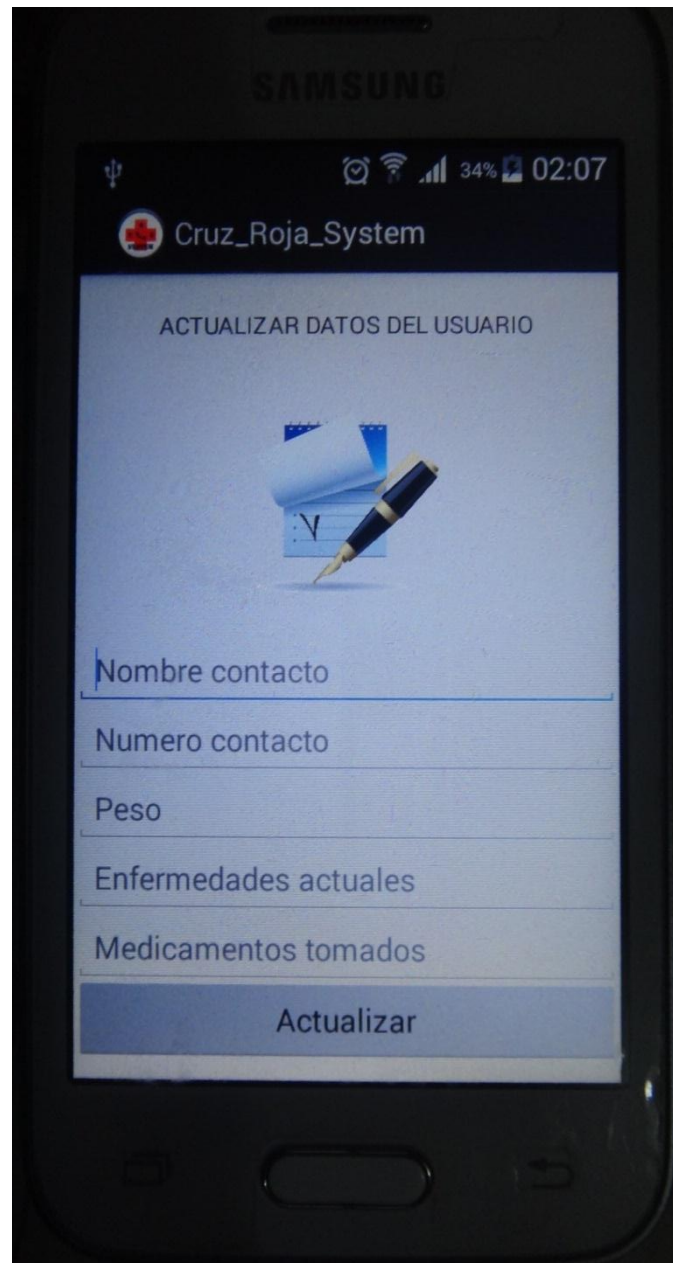 SAMSUNG
34% 02:07
Cruz_Roja_System
ACTUALIZAR DATOS DEL USUARIO
Nombre contacto
Numero contacto
Peso
Enfermedades actuales
Medicamentos tomados
Actualizar